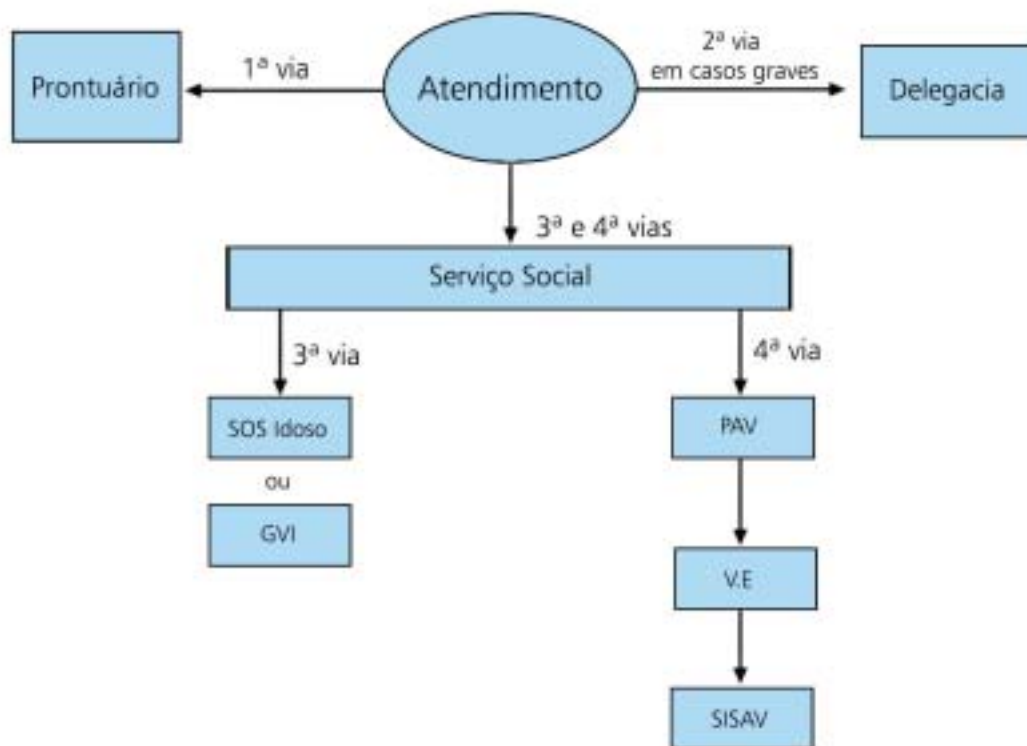 Prontuário
1ª via
Atendimento
2ª via
em casos graves
Delegacia
3ª e 4ª vias
Serviço Social
3ª via
4ª via
SOS Idoso
ou
GVI
PAV
V.E
SISAV